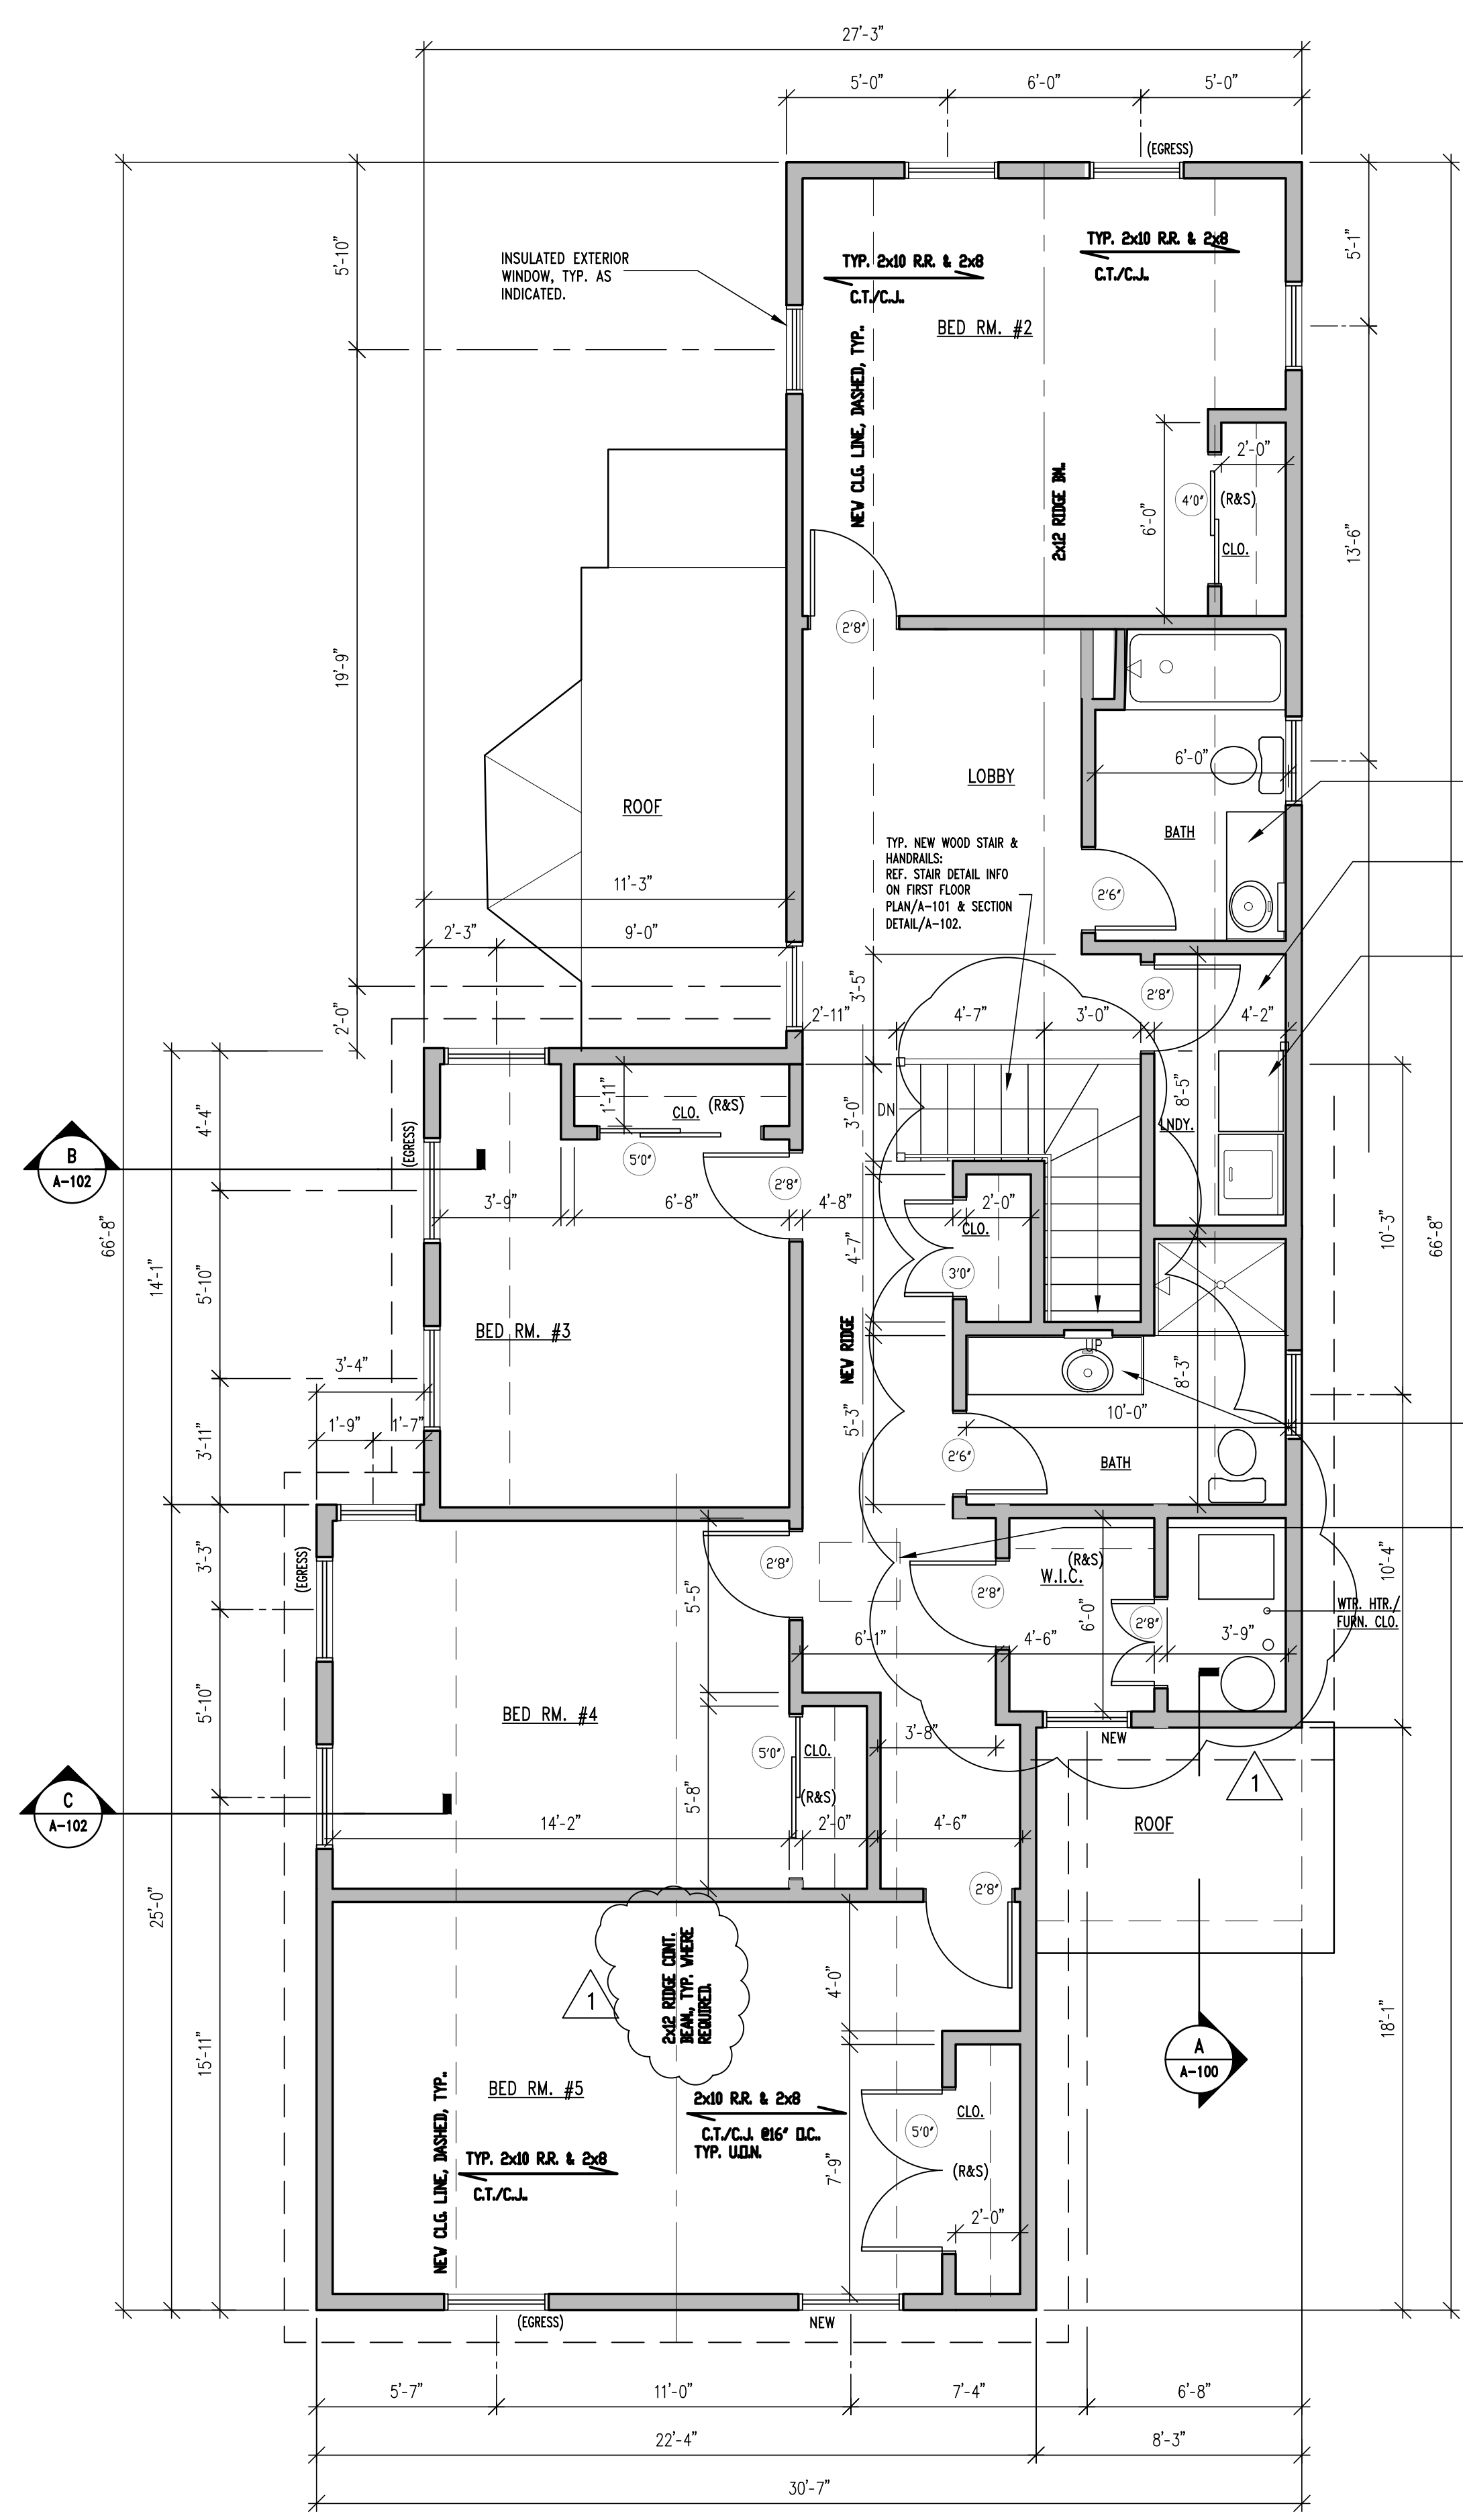 27'-3"
5'-0"
6'-0"
5'-0"
(EGRESS)
5'-10"
5'-1"
INSULATED EXTERIOR
WINDOW, TYP. AS
INDICATED.
TYP. 2x10 R.R. & 2x8
C.T./C.J..
TYP. 2x10 R.R. & 2x8
C.T./C.J..
BED RM. #2
NEW CLG. LINE, DASHED, TYP..
2x12 RIDGE BM.
2'-0"
4'0"
(R&S)
6'-0"
CLO.
13'-6"
2'8"
19'-9"
ROOF
LOBBY
6'-0"
BATH
TYP. NEW WOOD STAIR &
HANDRAILS:
REF. STAIR DETAIL INFO
ON FIRST FLOOR
PLAN/A-101 & SECTION
DETAIL/A-102.
2'6"
11'-3"
2'-3"
9'-0"
2'-0"
3'-5"
2'8"
2'-11"
4'-7"
3'-0"
4'-2"
4'-4"
(EGRESS)
1'-11"
CLO.
(R&S)
5'0"
3'-0"
DN
8'-5"
LNDY.
B
A-102
2'8"
3'-9"
6'-8"
4'-8"
2'-0"
CLO.
66'-8"
14'-1"
5'-10"
4'-7"
3'0"
10'-3"
66'-8"
BED RM. #3
NEW RIDGE
UP
3'-4"
8'-3"
1'-9"
1'-7"
3'-11"
5'-3"
10'-0"
2'6"
BATH
3'-3"
(EGRESS)
2'8"
5'-5"
(R&S)
W.I.C.
2'8"
6'-0"
2'8"
10'-4"
WTR. HTR./
FURN. CLO.
6'-1"
4'-6"
3'-9"
5'-10"
BED RM. #4
5'0"
CLO.
3'-8"
NEW
1
C
A-102
5'-8"
(R&S)
14'-2"
2'-0"
4'-6"
ROOF
25'-0"
2'8"
2x12 RIDGE CONT.
BEAM, TYP. WHERE
REQUIRED.
1
4'-0"
15'-11"
18'-1"
A
A-100
BED RM. #5
NEW CLG. LINE, DASHED, TYP..
2x10 R.R. & 2x8
C.T./C.J. @16" O.C..
TYP. U.O.N.
TYP. 2x10 R.R. & 2x8
C.T./C.J..
CLO.
5'0"
7'-9"
(R&S)
2'-0"
(EGRESS)
NEW
5'-7"
11'-0"
7'-4"
6'-8"
22'-4"
8'-3"
30'-7"